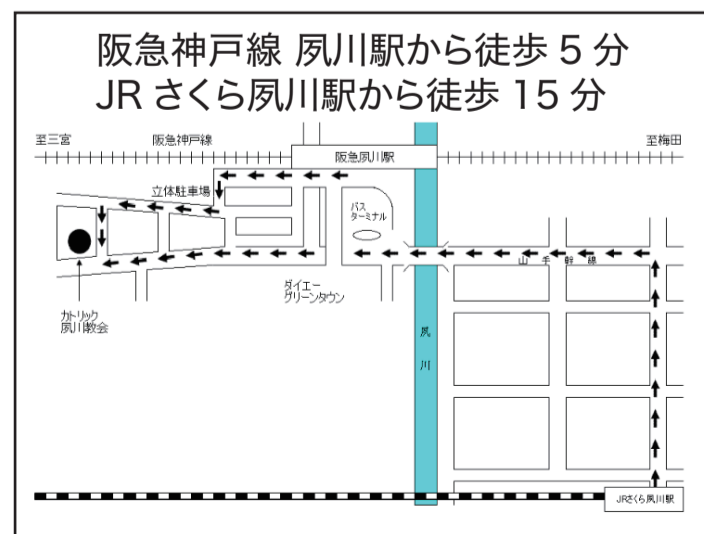 阪急神戸線 夙川駅から徒歩 5 分
JR さくら夙川駅から徒歩 15 分
至三宮
阪急神戸線
阪急夙川駅
至梅田
立体駐車場
バス
ターミナル
山手幹線
ダイエー
グリーンタウン
カトリック
夙川教会
夙川
JRさくら夙川駅